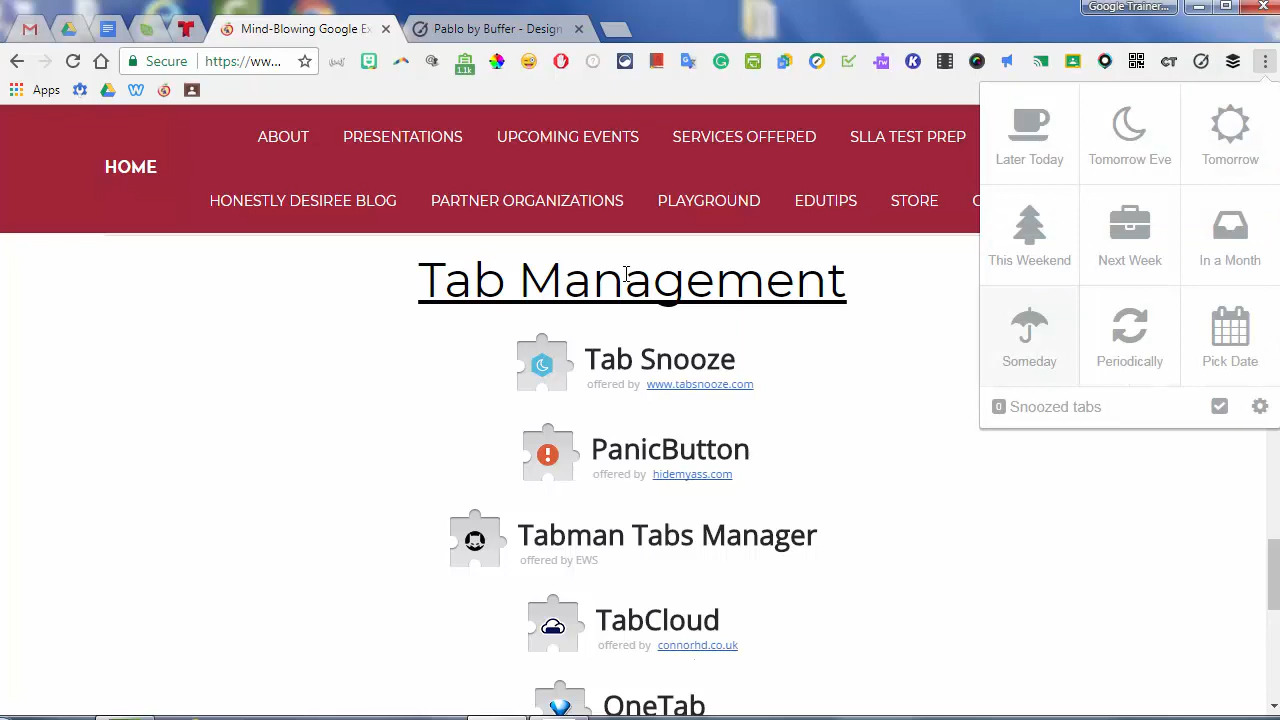 Google Trainer...
Mind-Blowing Google Ex
Pablo by Buffer - Design
Secure
https://www...
1.1k
CT
Apps
ABOUT
PRESENTATIONS
UPCOMING EVENTS
SERVICES OFFERED
SLLA TEST PREP
HOME
HONESTLY DESIREE BLOG
PARTNER ORGANIZATIONS
PLAYGROUND
EDUTIPS
STORE
Later Today
Tomorrow Eve
Tomorrow
This Weekend
Next Week
In a Month
Someday
Periodically
Pick Date
0 Snoozed tabs
Tab Management
Tab Snooze
offered by www.tabsnooze.com
PanicButton
offered by hidemyass.com
Tabman Tabs Manager
offered by EWS
TabCloud
offered by connorhd.co.uk
OneTab